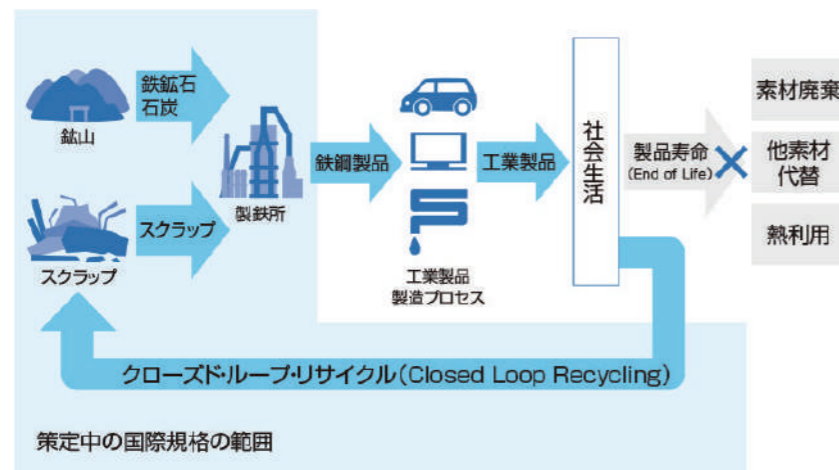 鉄鉱石
石炭
鉱山
スクラップ
スクラップ
製鉄所
鉄鋼製品
工業製品
製造プロセス
工業製品
社会生活
製品寿命
(End of Life)
素材廃棄
他素材
代替
熱利用
クローズド・ループ・リサイクル(Closed Loop Recycling)
策定中の国際規格の範囲